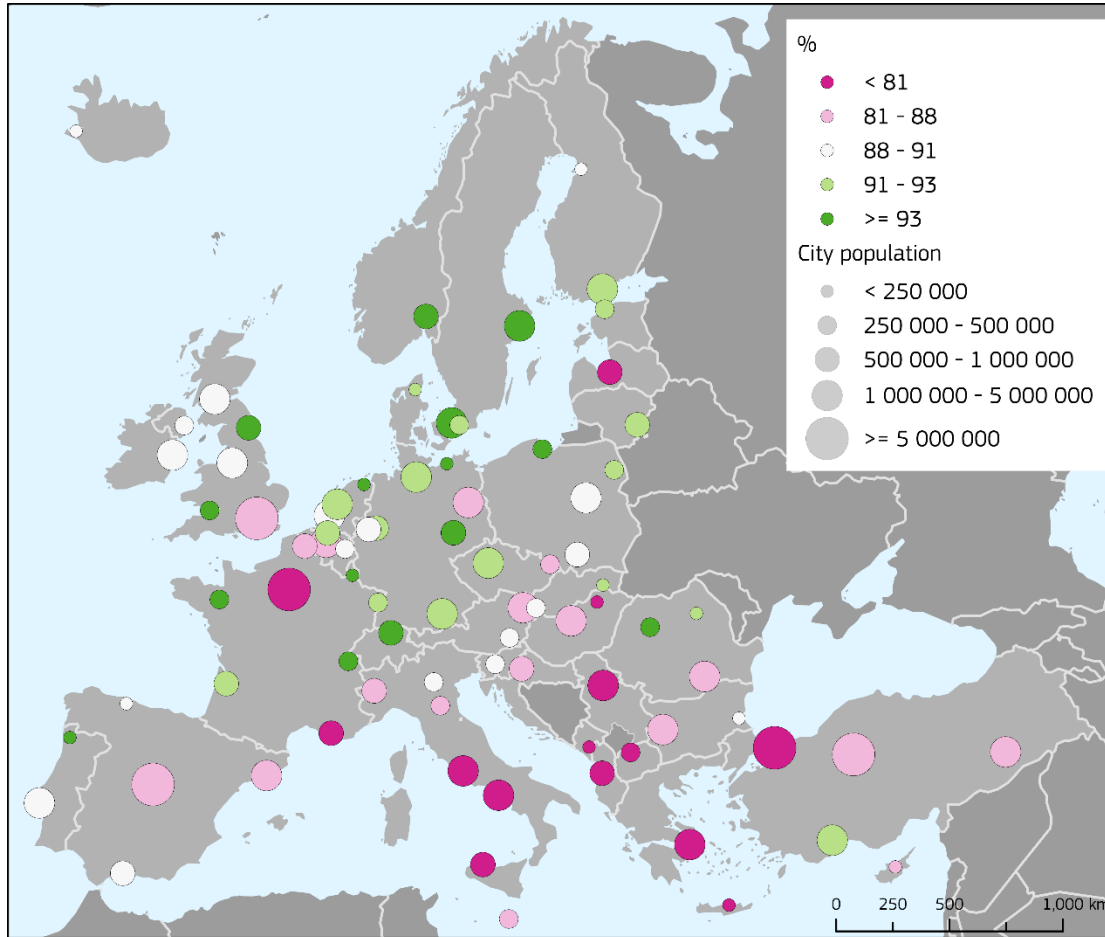 %
< 81
81 - 88
88 - 91
91 - 93
>= 93
City population
< 250 000
250 000 - 500 000
500 000 - 1 000 000
1 000 000 - 5 000 000
>= 5 000 000
0 250 500 1,000 km